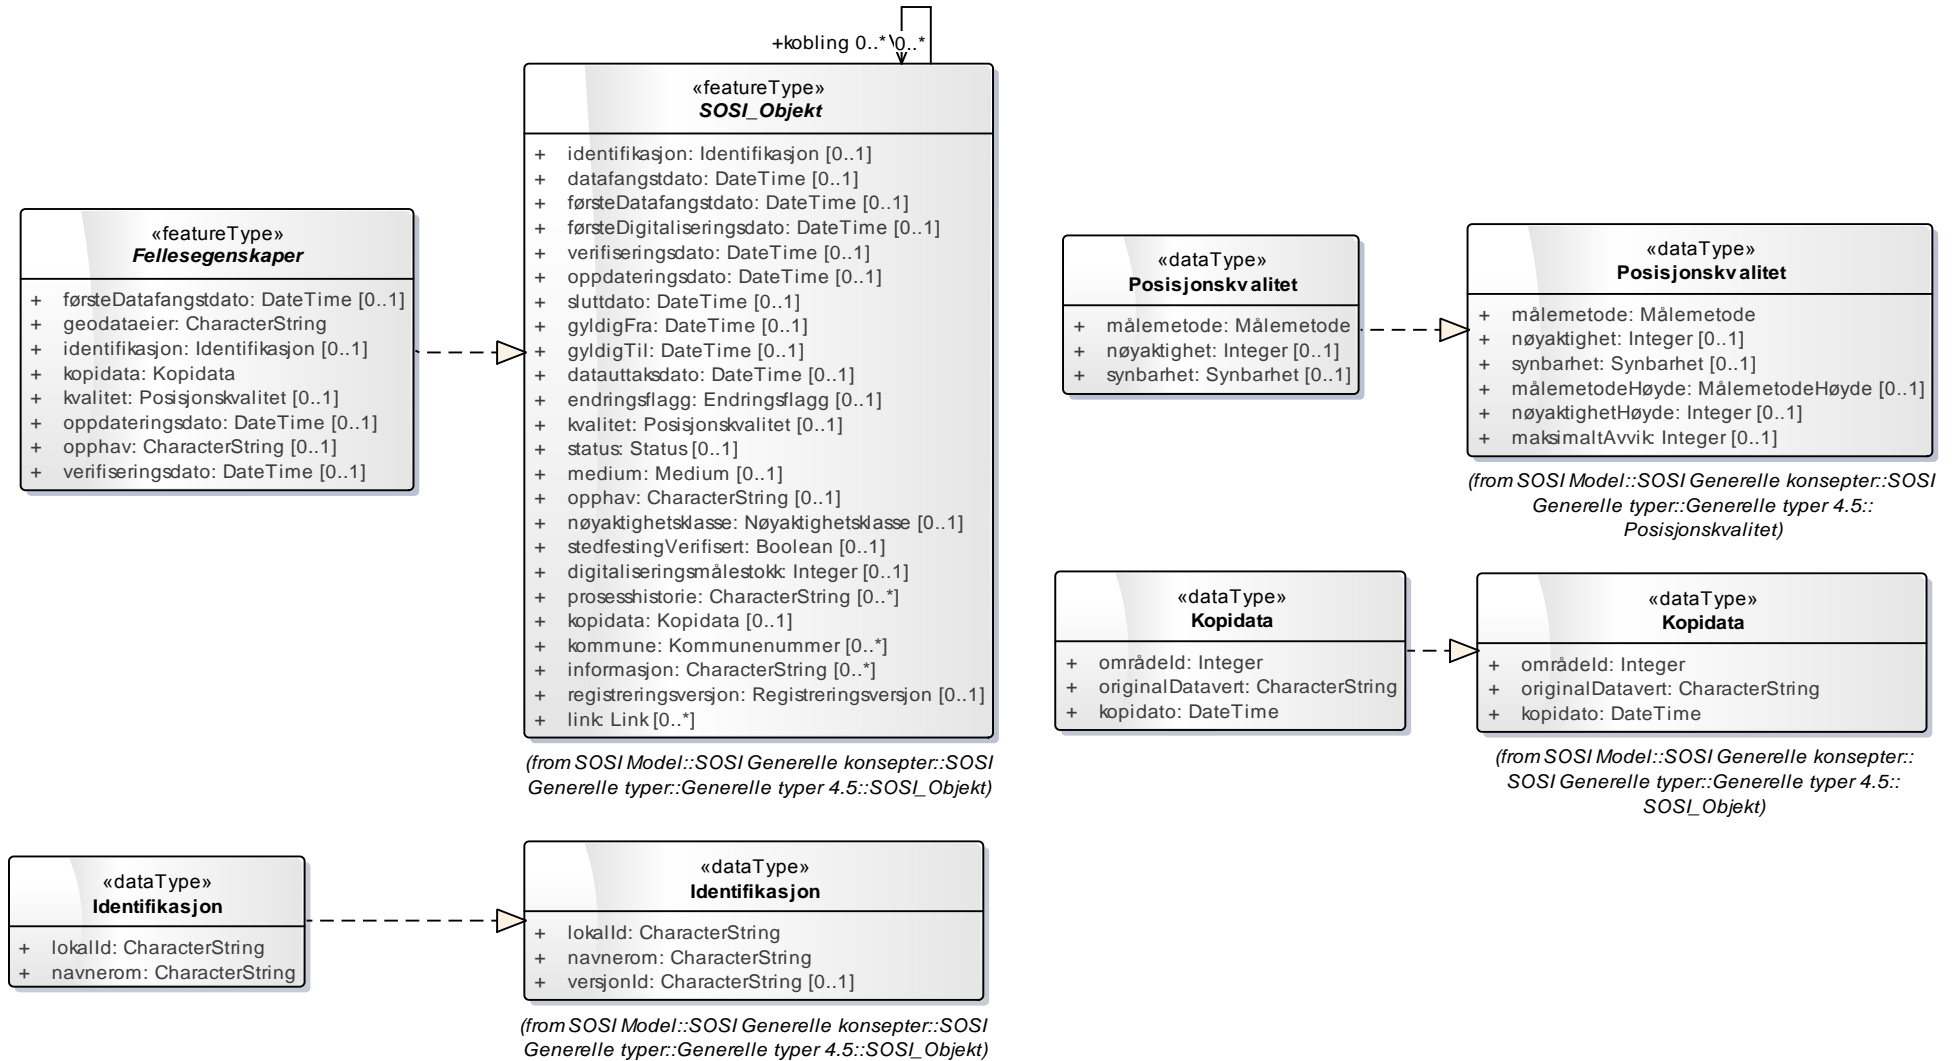 +kobling 0..* 0..*
«featureType»
SOSI_Objekt
+ identifikasjon: Identifikasjon [0..1]
+ datafangstdato: DateTime [0..1]
+ førsteDatafangstdato: DateTime [0..1]
+ førsteDigitaliseringsdato: DateTime [0..1]
+ verifiseringsdato: DateTime [0..1]
+ oppdateringsdato: DateTime [0..1]
+ sluttdato: DateTime [0..1]
+ gyldigFra: DateTime [0..1]
+ gyldigTil: DateTime [0..1]
+ datauttaksdato: DateTime [0..1]
+ endringsflagg: Endringsflagg [0..1]
+ kvalitet: Posisjonskvalitet [0..1]
+ status: Status [0..1]
+ medium: Medium [0..1]
+ opphav: CharacterString [0..1]
+ nøyaktighetsklasse: Nøyaktighetsklasse [0..1]
+ stedfestingVerifisert: Boolean [0..1]
+ digitaliseringsmålestokk: Integer [0..1]
+ prosesshistorie: CharacterString [0..*]
+ kopidata: Kopidata [0..1]
+ kommune: Kommunenummer [0..*]
+ informasjon: CharacterString [0..*]
+ registreringsversjon: Registreringsversjon [0..1]
+ link: Link [0..*]
(from SOSI Model::SOSI Generelle konsepter::SOSI
Generelle typer::Generelle typer 4.5::SOSI_Objekt)
«featureType»
Fellesegenskaper
+ førsteDatafangstdato: DateTime [0..1]
+ geodataeier: CharacterString
+ identifikasjon: Identifikasjon [0..1]
+ kopidata: Kopidata
+ kvalitet: Posisjonskvalitet [0..1]
+ oppdateringsdato: DateTime [0..1]
+ opphav: CharacterString [0..1]
+ verifiseringsdato: DateTime [0..1]
«dataType»
Posisjonskvalitet
+ målemetode: Målemetode
+ nøyaktighet: Integer [0..1]
+ synbarhet: Synbarhet [0..1]
«dataType»
Posisjonskvalitet
+ målemetode: Målemetode
+ nøyaktighet: Integer [0..1]
+ synbarhet: Synbarhet [0..1]
+ målemetodeHøyde: MålemetodeHøyde [0..1]
+ nøyaktighetHøyde: Integer [0..1]
+ maksimaltAvvik: Integer [0..1]
(from SOSI Model::SOSI Generelle konsepter::SOSI
Generelle typer::Generelle typer 4.5::
Posisjonskvalitet)
«dataType»
Kopidata
+ områdeId: Integer
+ originalDatavert: CharacterString
+ kopidato: DateTime
«dataType»
Kopidata
+ områdeId: Integer
+ originalDatavert: CharacterString
+ kopidato: DateTime
(from SOSI Model::SOSI Generelle konsepter::
SOSI Generelle typer::Generelle typer 4.5::
SOSI_Objekt)
«dataType»
Identifikasjon
+ lokalId: CharacterString
+ navnerom: CharacterString
«dataType»
Identifikasjon
+ lokalId: CharacterString
+ navnerom: CharacterString
+ versjonId: CharacterString [0..1]
(from SOSI Model::SOSI Generelle konsepter::SOSI
Generelle typer::Generelle typer 4.5::SOSI_Objekt)